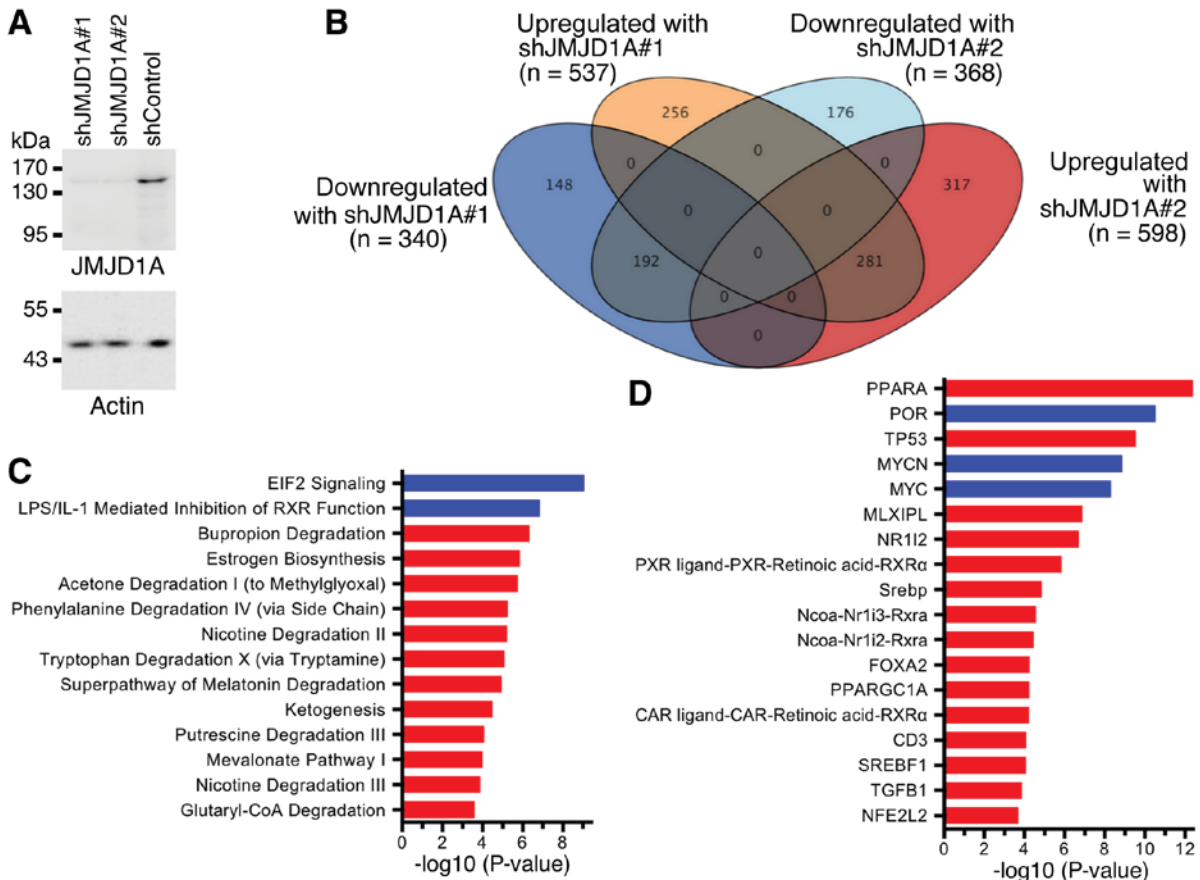 A
shJMJD1A#1
shJMJD1A#2
shControl
kDa
170
130
95
JMJD1A
55
43
Actin
B
Upregulated with
shJMJD1A#1
(n = 537)
Downregulated with
shJMJD1A#2
(n = 368)
Downregulated
with shJMJD1A#1
(n = 340)
Upregulated
with
shJMJD1A#2
(n = 598)
256
176
0
0
0
148
317
0
0
192
0
281
0
0
0
C
EIF2 Signaling
LPS/IL-1 Mediated Inhibition of RXR Function
Bupropion Degradation
Estrogen Biosynthesis
Acetone Degradation I (to Methylglyoxal)
Phenylalanine Degradation IV (via Side Chain)
Nicotine Degradation II
Tryptophan Degradation X (via Tryptamine)
Superpathway of Melatonin Degradation
Ketogenesis
Putrescine Degradation III
Mevalonate Pathway I
Nicotine Degradation III
Glutaryl-CoA Degradation
0 2 4 6 8
-log10 (P-value)
D
PPARA
POR
TP53
MYCN
MYC
MLXIPL
NR1I2
PXR ligand-PXR-Retinoic acid-RXRα
Srebp
Ncoa-Nr1i3-Rxra
Ncoa-Nr1i2-Rxra
FOXA2
PPARGC1A
CAR ligand-CAR-Retinoic acid-RXRα
CD3
SREBF1
TGFB1
NFE2L2
0 2 4 6 8 10 12
-log10 (P-value)